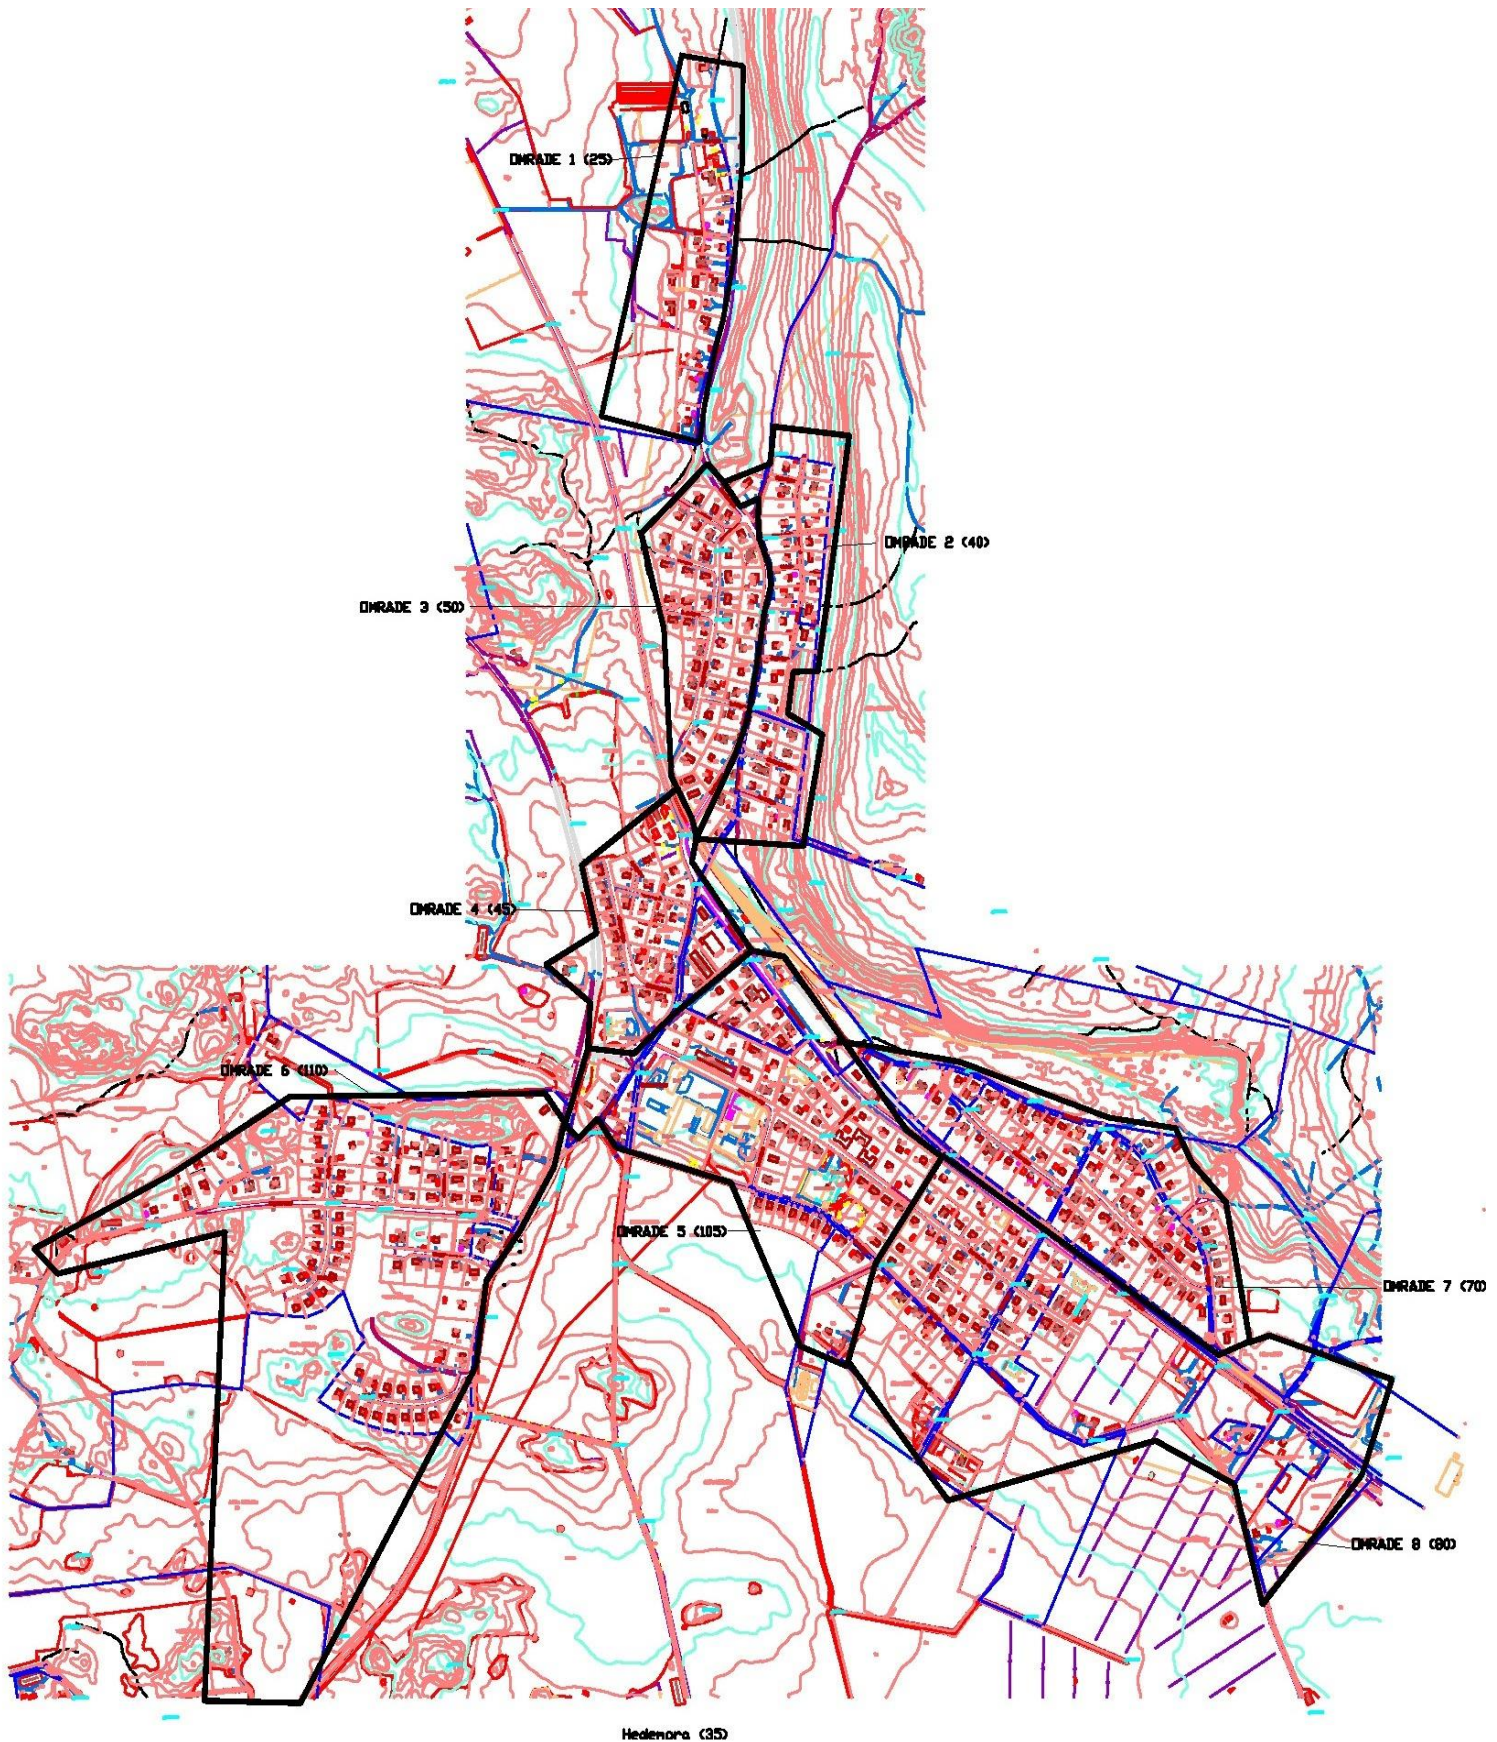 OMRADE 1 (25)
OMRADE 2 (40)
OMRADE 3 (50)
OMRADE 4 (45)
OMRADE 6 (110)
OMRADE 5 (105)
OMRADE 7 (70)
OMRADE 8 (80)
Hedemora (35)